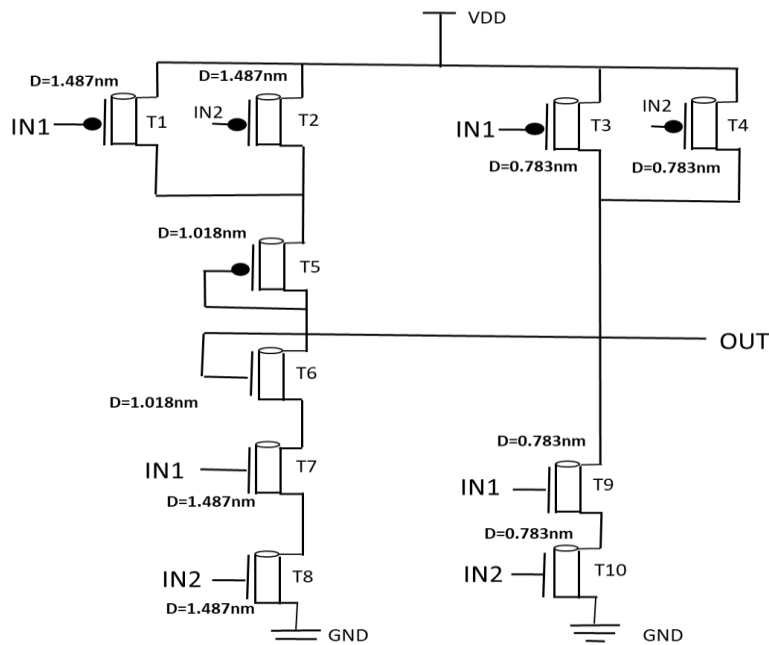 VDD
D=1.487nm
D=1.487nm
IN1
T1
IN2
T2
IN1
T3
IN2
T4
D=0.783nm
D=0.783nm
D=1.018nm
T5
OUT
T6
D=1.018nm
D=0.783nm
IN1
T7
D=1.487nm
IN1
T9
D=0.783nm
IN2
T8
D=1.487nm
IN2
T10
GND
GND